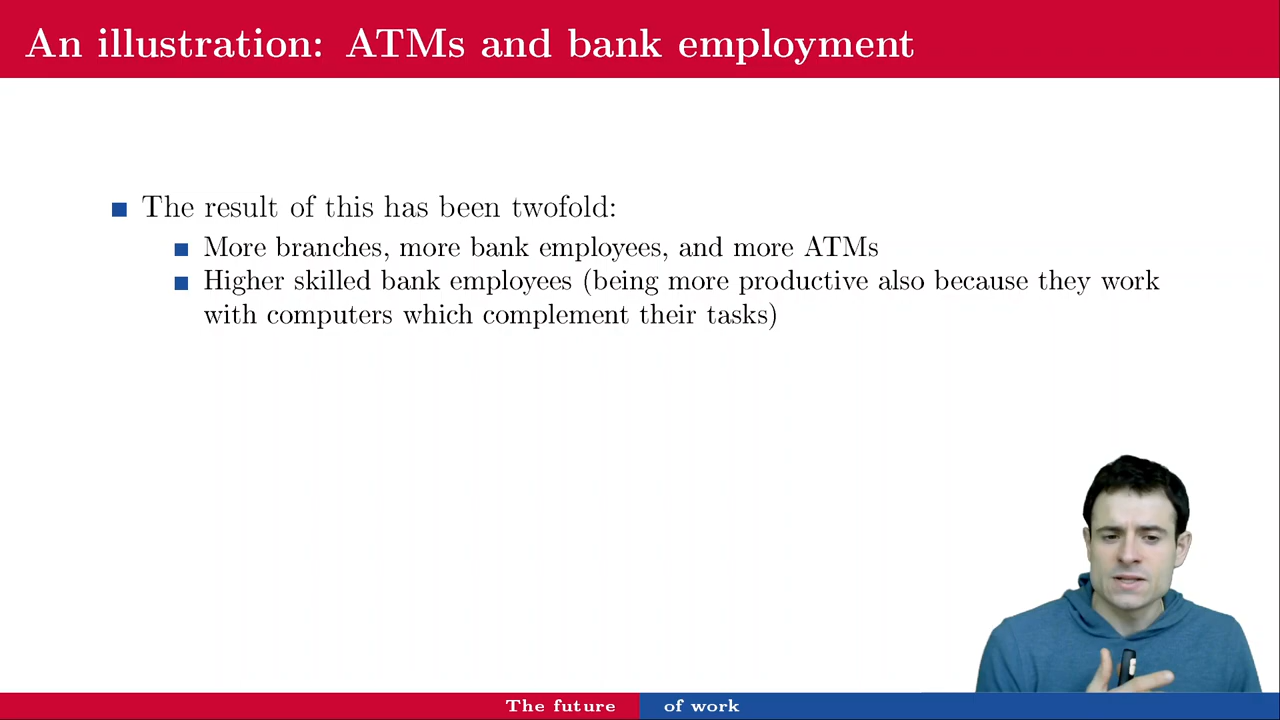 An illustration: ATMs and bank employment
The result of this has been twofold:
More branches, more bank employees, and more ATMs
Higher skilled bank employees (being more productive also because they work
with computers which complement their tasks)
The future of work